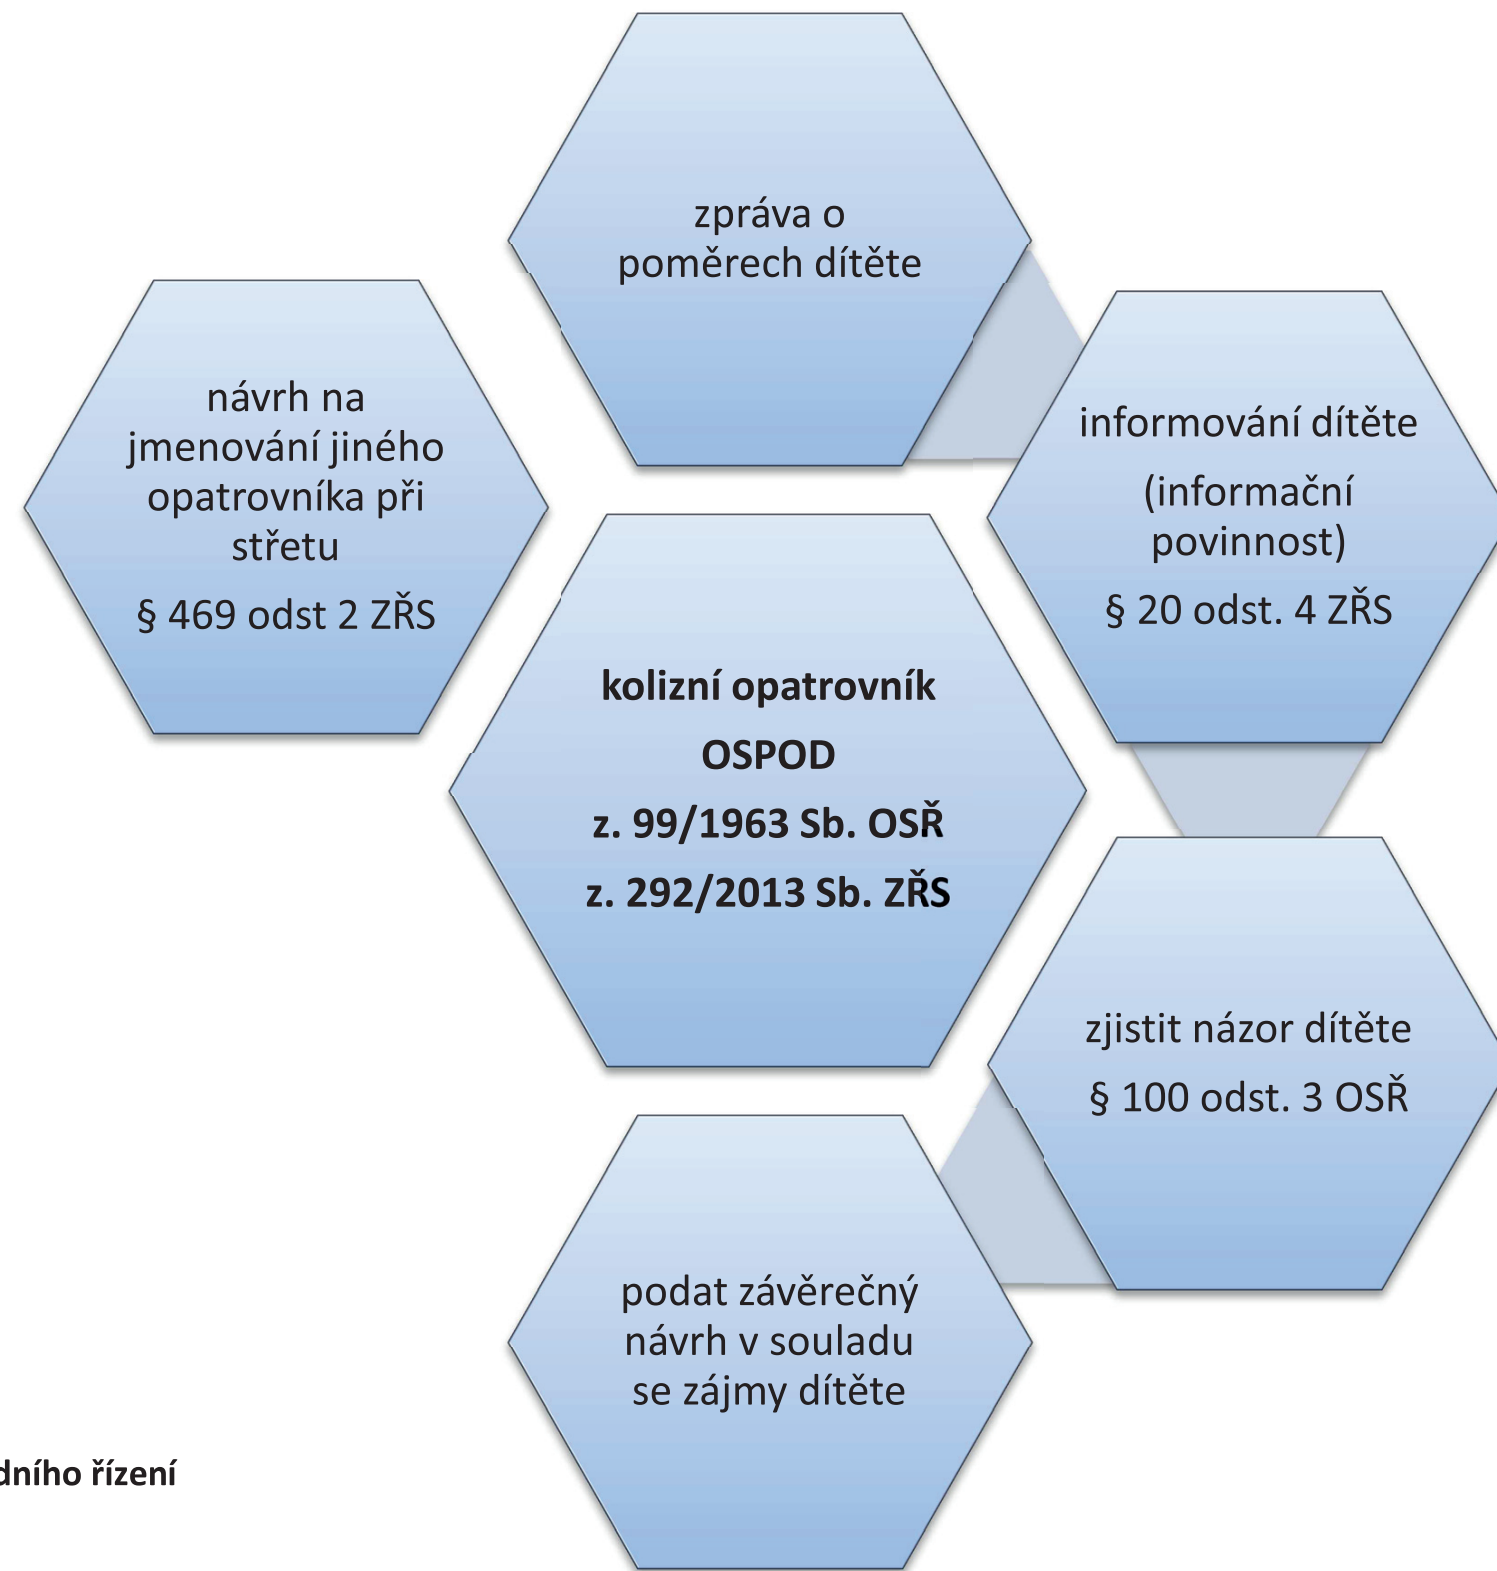 zpráva o
poměrech dítěte
návrh na
jmenování jiného
opatrovníka při
střetu
§ 469 odst 2 ZŘS
informování dítěte
(informační
povinnost)
§ 20 odst. 4 ZŘS
kolizní opatrovník
OSPOD
z. 99/1963 Sb. OSŘ
z. 292/2013 Sb. ZŘS
zjistit názor dítěte
§ 100 odst. 3 OSŘ
podat závěrečný
návrh v souladu
se zájmy dítěte
řízení